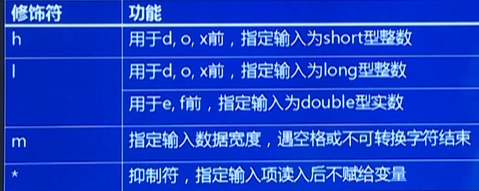 修饰符 功能
h 用于d, o, x前，指定输入为short型整数
l 用于d, o, x前，指定输入为long型整数
用于e, f前，指定输入为double型实数
m 指定输入数据宽度，遇空格或不可转换字符结束
* 抑制符，指定输入项读入后不赋给变量